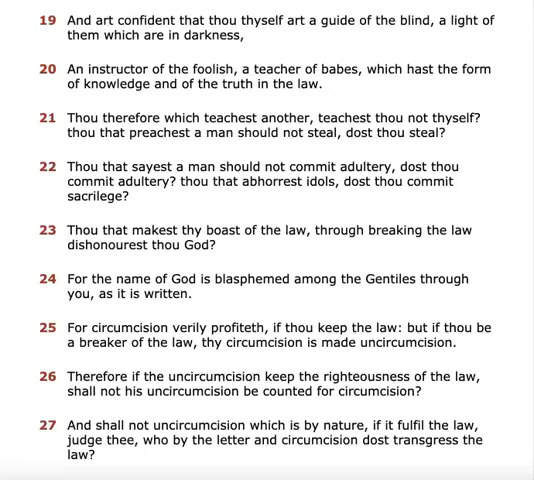 19 And art confident that thou thyself art a guide of the blind, a light of
them which are in darkness,
20 An instructor of the foolish, a teacher of babes, which hast the form
of knowledge and of the truth in the law.
21 Thou therefore which teachest another, teachest thou not thyself?
thou that preachest a man should not steal, dost thou steal?
22 Thou that sayest a man should not commit adultery, dost thou
commit adultery? thou that abhorrest idols, dost thou commit
sacrilege?
23 Thou that makest thy boast of the law, through breaking the law
dishonourest thou God?
24 For the name of God is blasphemed among the Gentiles through
you, as it is written.
25 For circumcision verily profiteth, if thou keep the law: but if thou be
a breaker of the law, thy circumcision is made uncircumcision.
26 Therefore if the uncircumcision keep the righteousness of the law,
shall not his uncircumcision be counted for circumcision?
27 And shall not uncircumcision which is by nature, if it fulfil the law,
judge thee, who by the letter and circumcision dost transgress the
law?